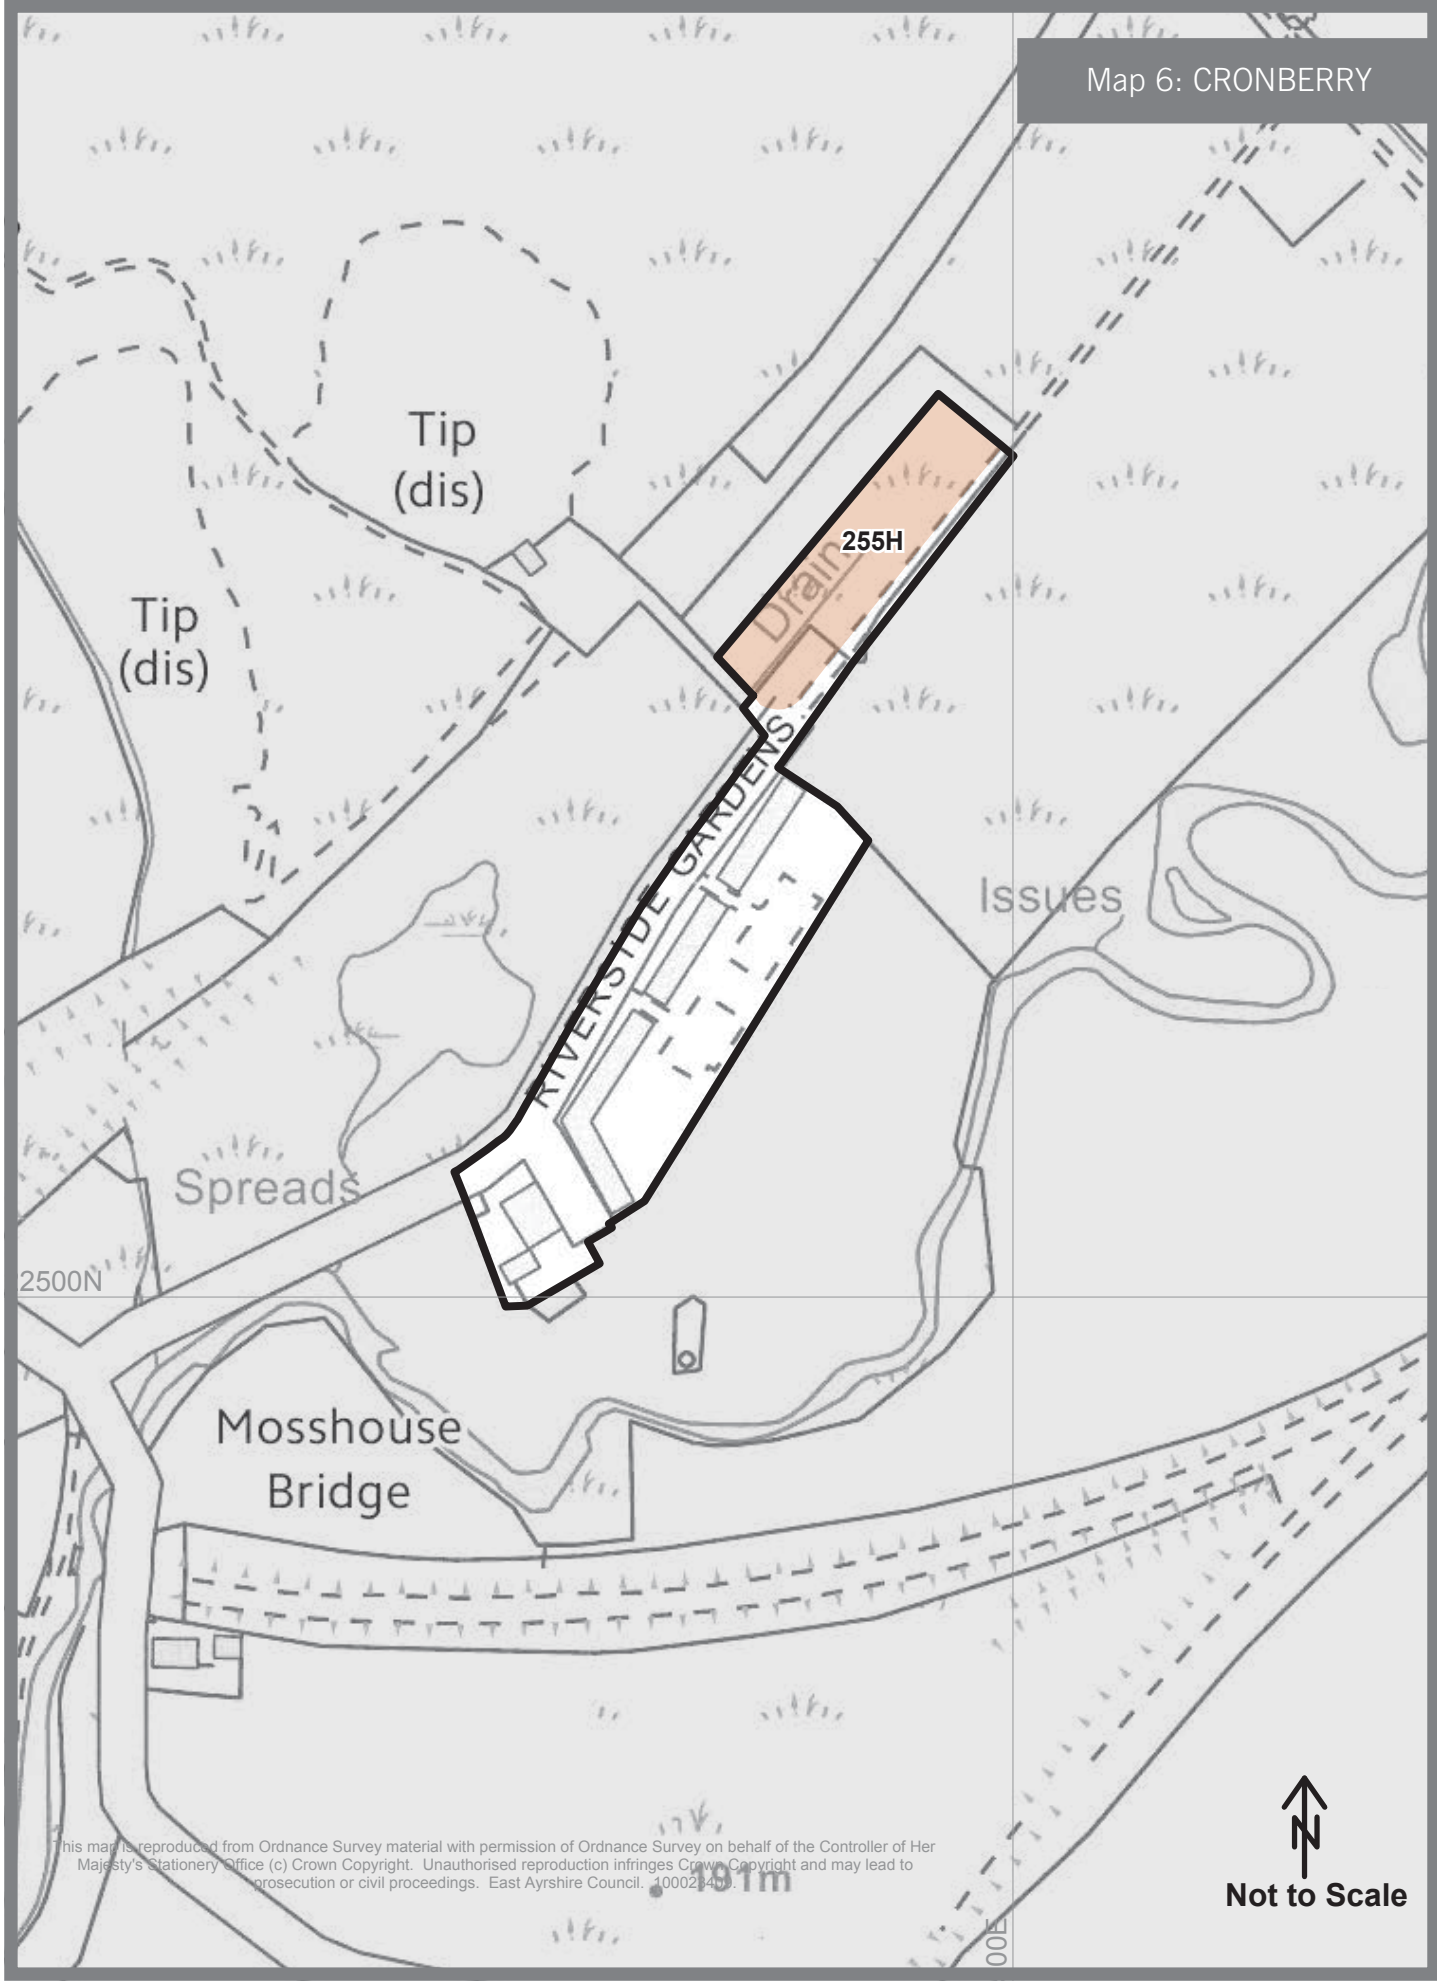 Map 6: CRONBERRY
Tip
(dis)
255H
Drain
Tip
(dis)
RIVERSIDE GARDENS
Issues
Spreads
2500N
Mosshouse
Bridge
This map is reproduced from Ordnance Survey material with permission of Ordnance Survey on behalf of the Controller of Her
Majesty's Stationery Office (c) Crown Copyright. Unauthorised reproduction infringes Crown Copyright and may lead to
prosecution or civil proceedings. East Ayrshire Council.
191m
N
Not to Scale
00E